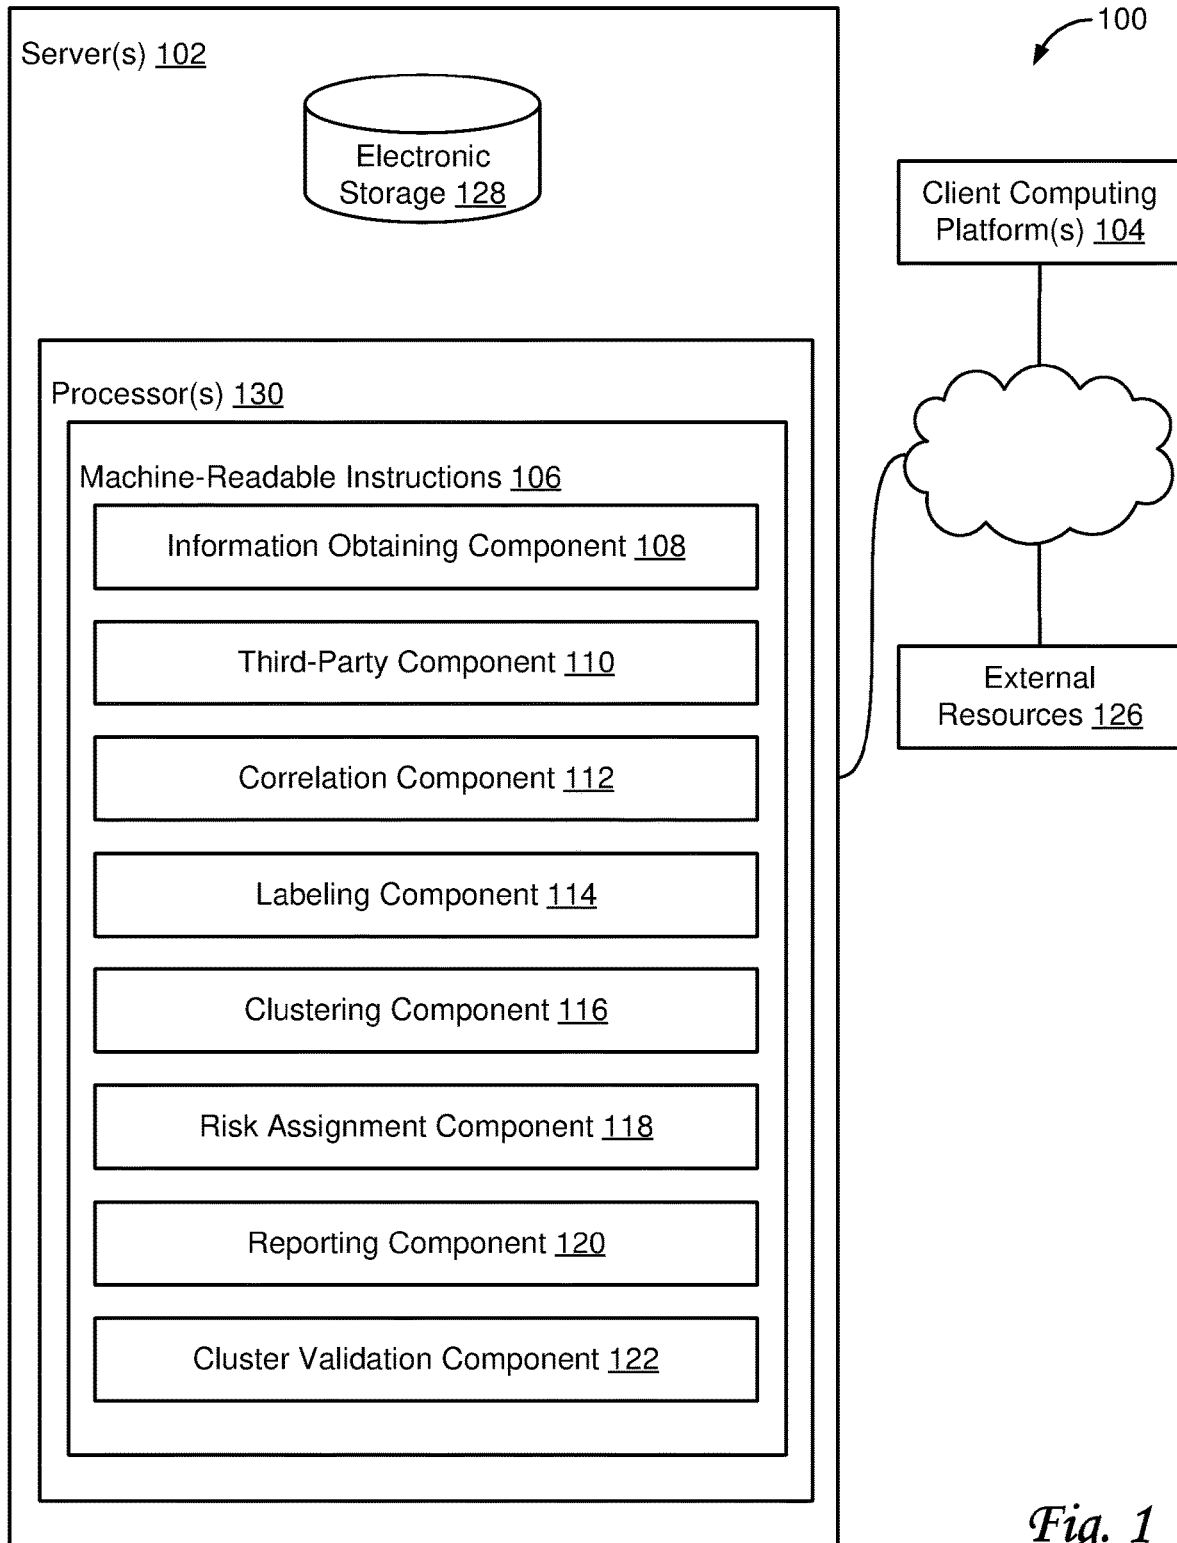 100
Server(s) 102
Electronic
Storage 128
Client Computing
Platform(s) 104
Processor(s) 130
Machine-Readable Instructions 106
Information Obtaining Component 108
Third-Party Component 110
Correlation Component 112
Labeling Component 114
Clustering Component 116
Risk Assignment Component 118
Reporting Component 120
Cluster Validation Component 122
External
Resources 126
Fig. 1